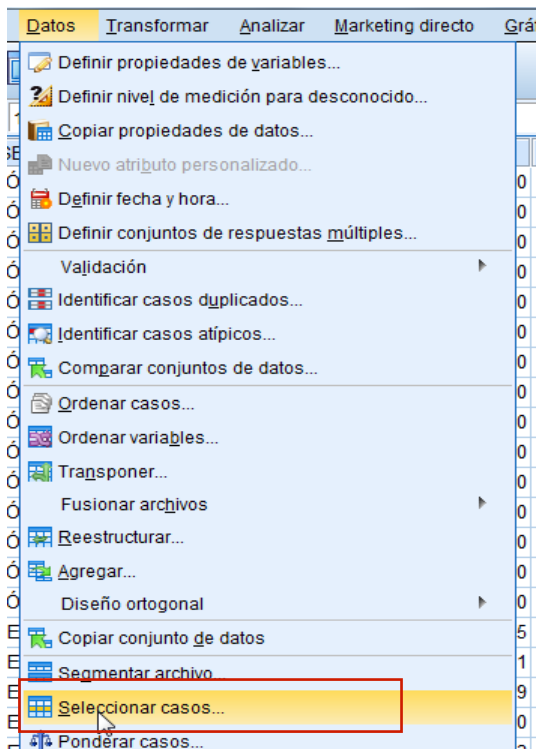 Datos Transformar Analizar Marketing directo Grá
Definir propiedades de variables...
Definir nivel de medición para desconocido...
Copiar propiedades de datos...
Nuevo atributo personalizado...
Definir fecha y hora...
Definir conjuntos de respuestas múltiples...
Validación
Identificar casos duplicados...
Identificar casos atípicos...
Comparar conjuntos de datos...
Ordenar casos...
Ordenar variables...
Transponer...
Fusionar archivos
Reestructurar...
Agregar...
Diseño ortogonal
Copiar conjunto de datos
Segmentar archivo...
Seleccionar casos...
Ponderar casos...